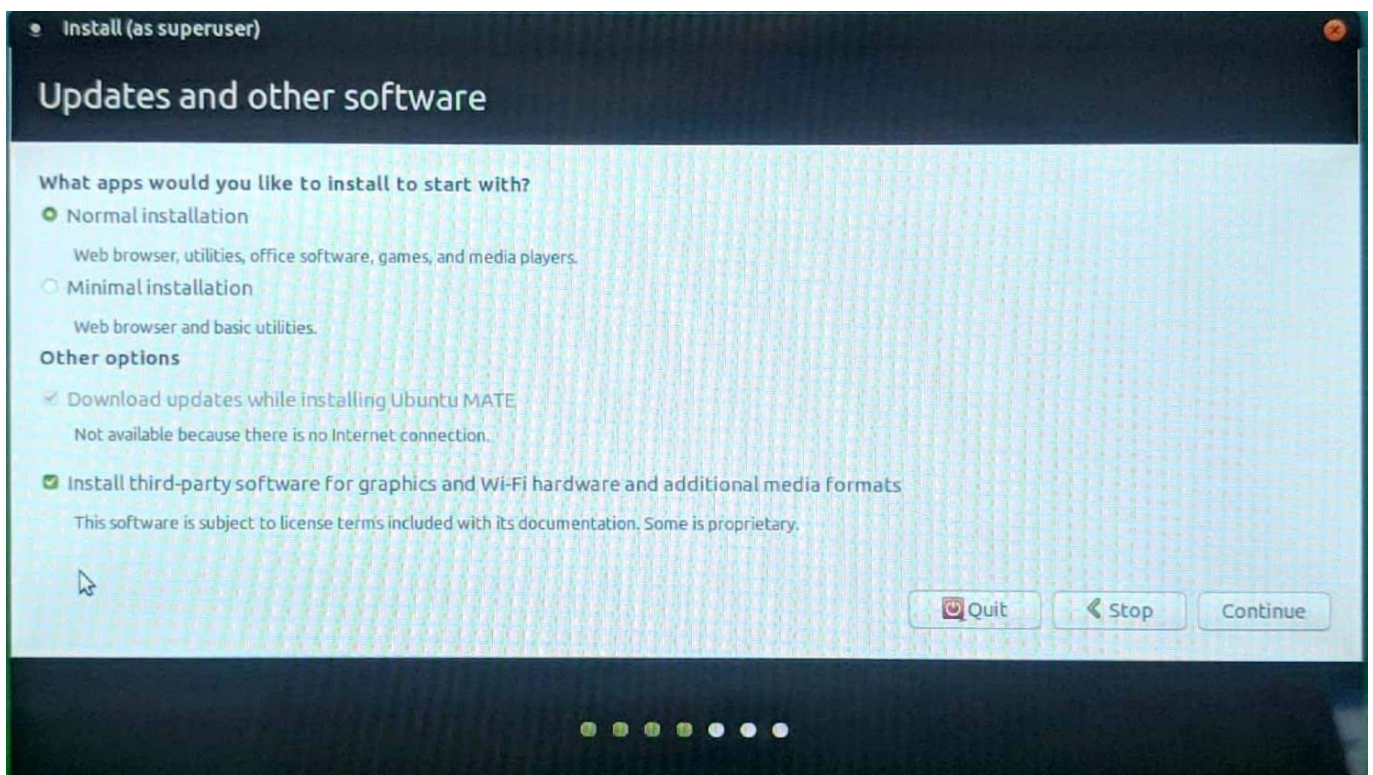 Install (as superuser)
Updates and other software
What apps would you like to install to start with?
Normal installation
Web browser, utilities, office software, games, and media players.
Minimal installation
Web browser and basic utilities.
Other options
Download updates while installing Ubuntu MATE
Not available because there is no Internet connection.
Install third-party software for graphics and Wi-Fi hardware and additional media formats
This software is subject to license terms included with its documentation. Some is proprietary.
Quit
Stop
Continue